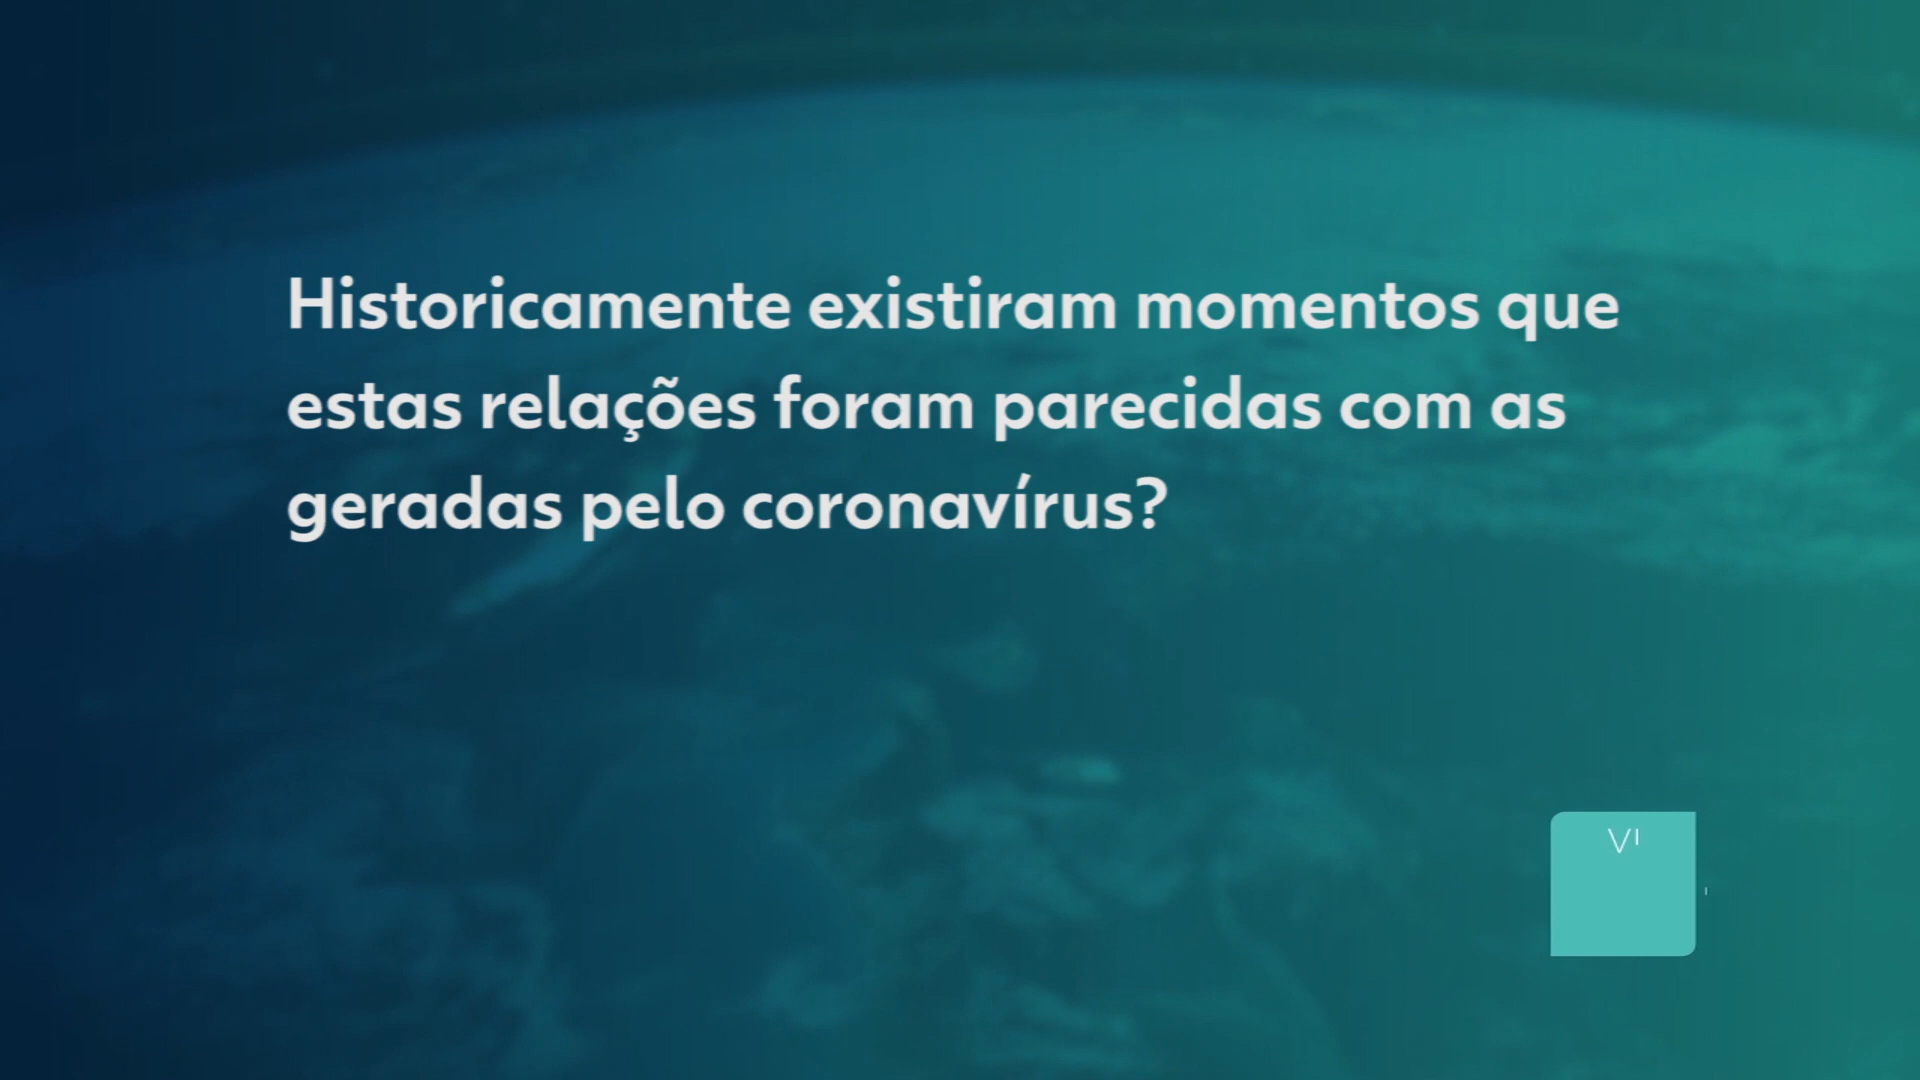 Historicamente existiram momentos que
estas relações foram parecidas com as
geradas pelo coronavírus?